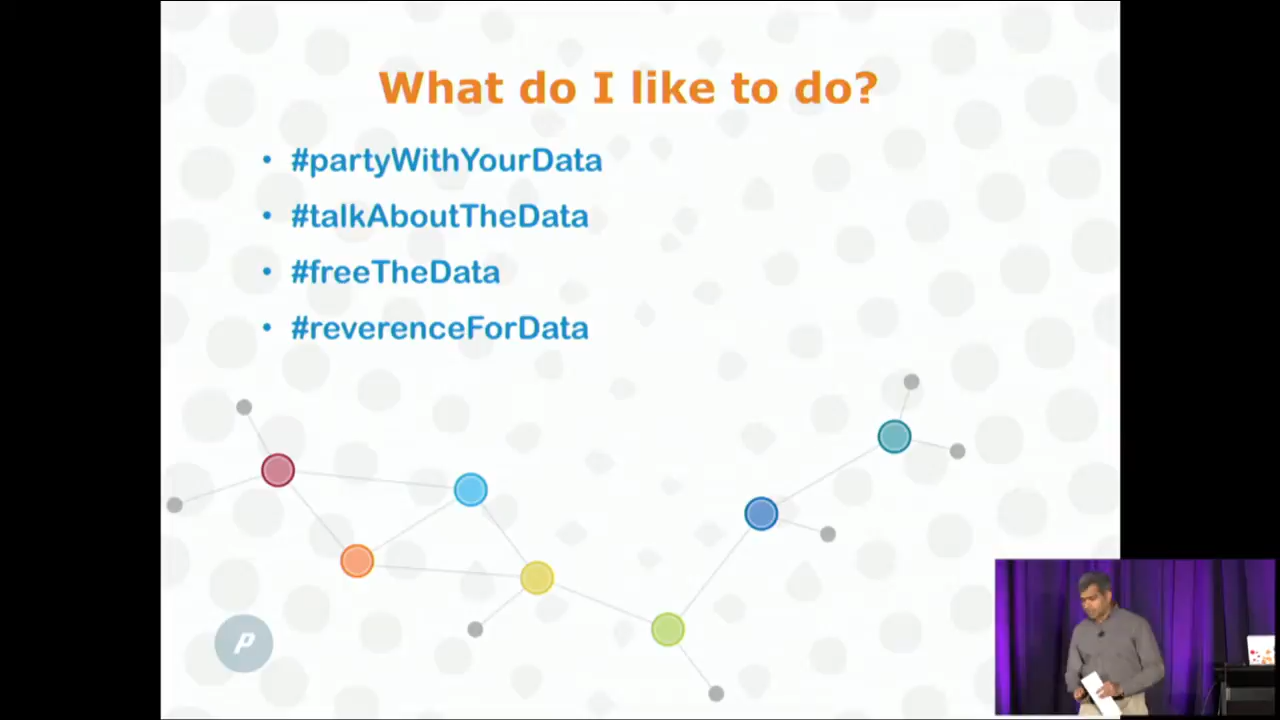 What do I like to do?
• #partyWithYourData
• #talkAboutTheData
• #freeTheData
• #reverenceForData
P